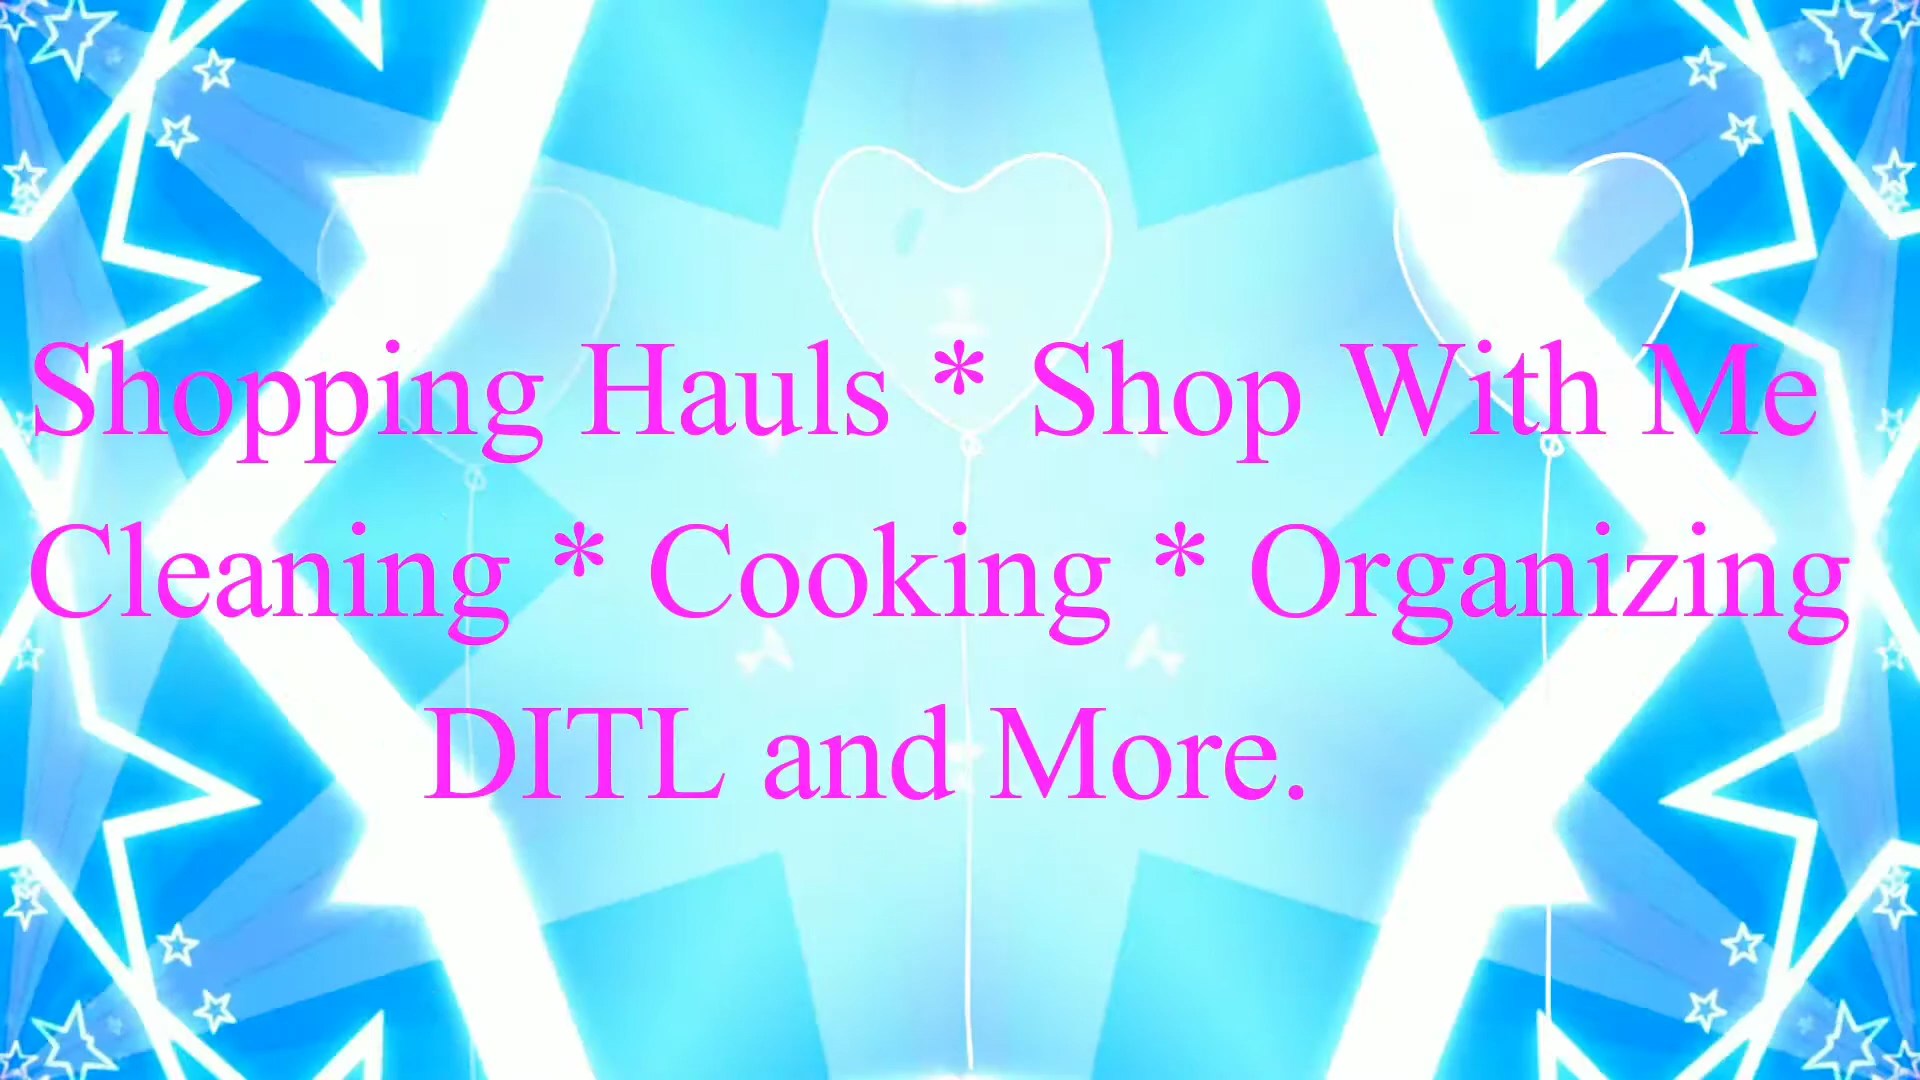 Shopping Hauls * Shop With Me
Cleaning * Cooking * Organizing
DITL and More.